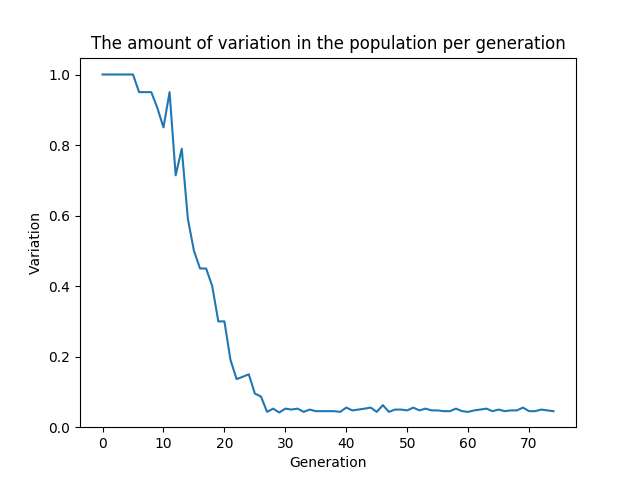 The amount of variation in the population per generation
1.0
0.8
0.6
0.4
0.2
0.0
Variation
0 10 20 30 40 50 60 70
Generation